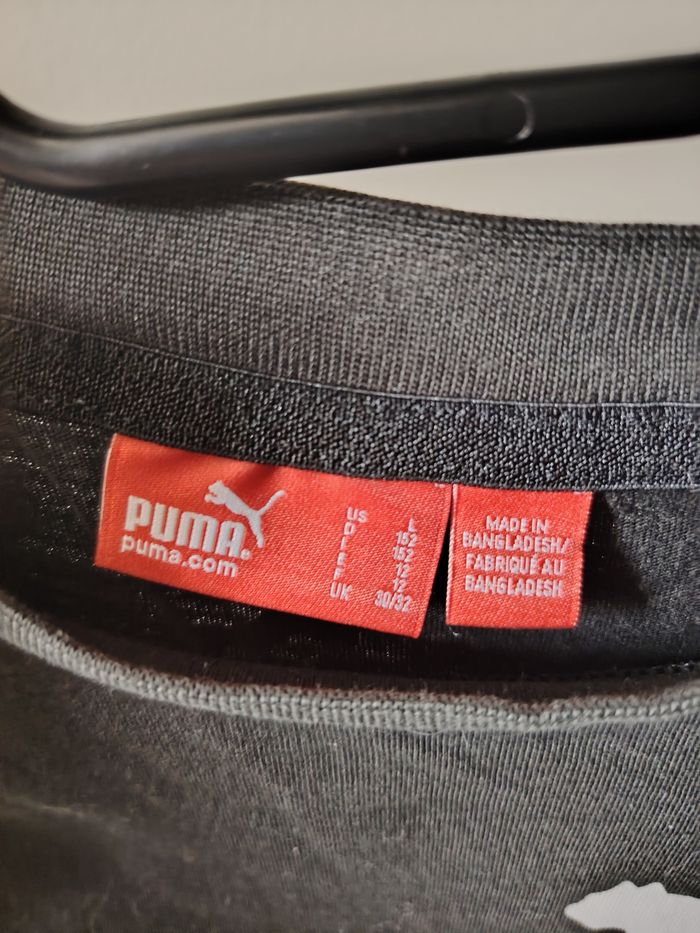 PUMA®
puma.com
US L
D 152
I 152
E 12
F 12
UK 30/32
MADE IN
BANGLADESH/
FABRIQUÉ AU
BANGLADESH